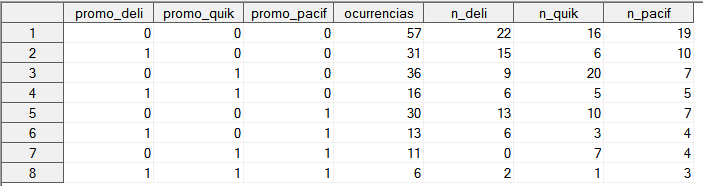 promo_deli promo_quik promo_pacif ocurrencias n_deli n_quik n_pacif
1 0 0 0 57 22 16 19
2 1 0 0 31 15 6 10
3 0 1 0 36 9 20 7
4 1 1 0 16 6 5 5
5 0 0 1 30 13 10 7
6 1 0 1 13 6 3 4
7 0 1 1 11 0 7 4
8 1 1 1 6 2 1 3